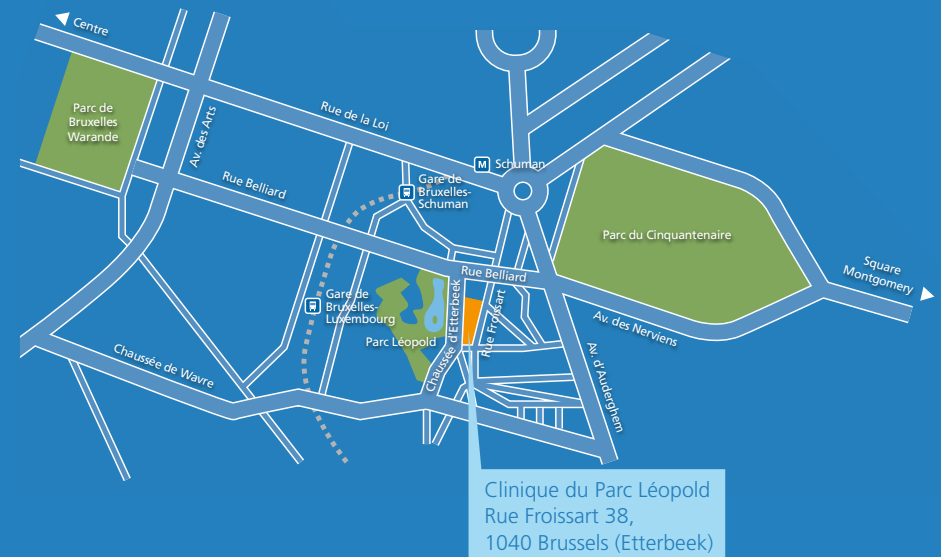 Centre
Parc de
Bruxelles
Warande
Av. des Arts
Rue de la Loi
M Schuman
Gare de
Bruxelles-
Schuman
Rue Belliard
Parc du Cinquantenaire
Square
Montgomery
Rue Belliard
Gare de
Bruxelles-
Luxembourg
Parc Léopold
Chaussée d'Etterbeek
Rue Froissart
Av. des Nerviens
Av. d'Auderghem
Chaussée de Wavre
Clinique du Parc Léopold
Rue Froissart 38,
1040 Brussels (Etterbeek)